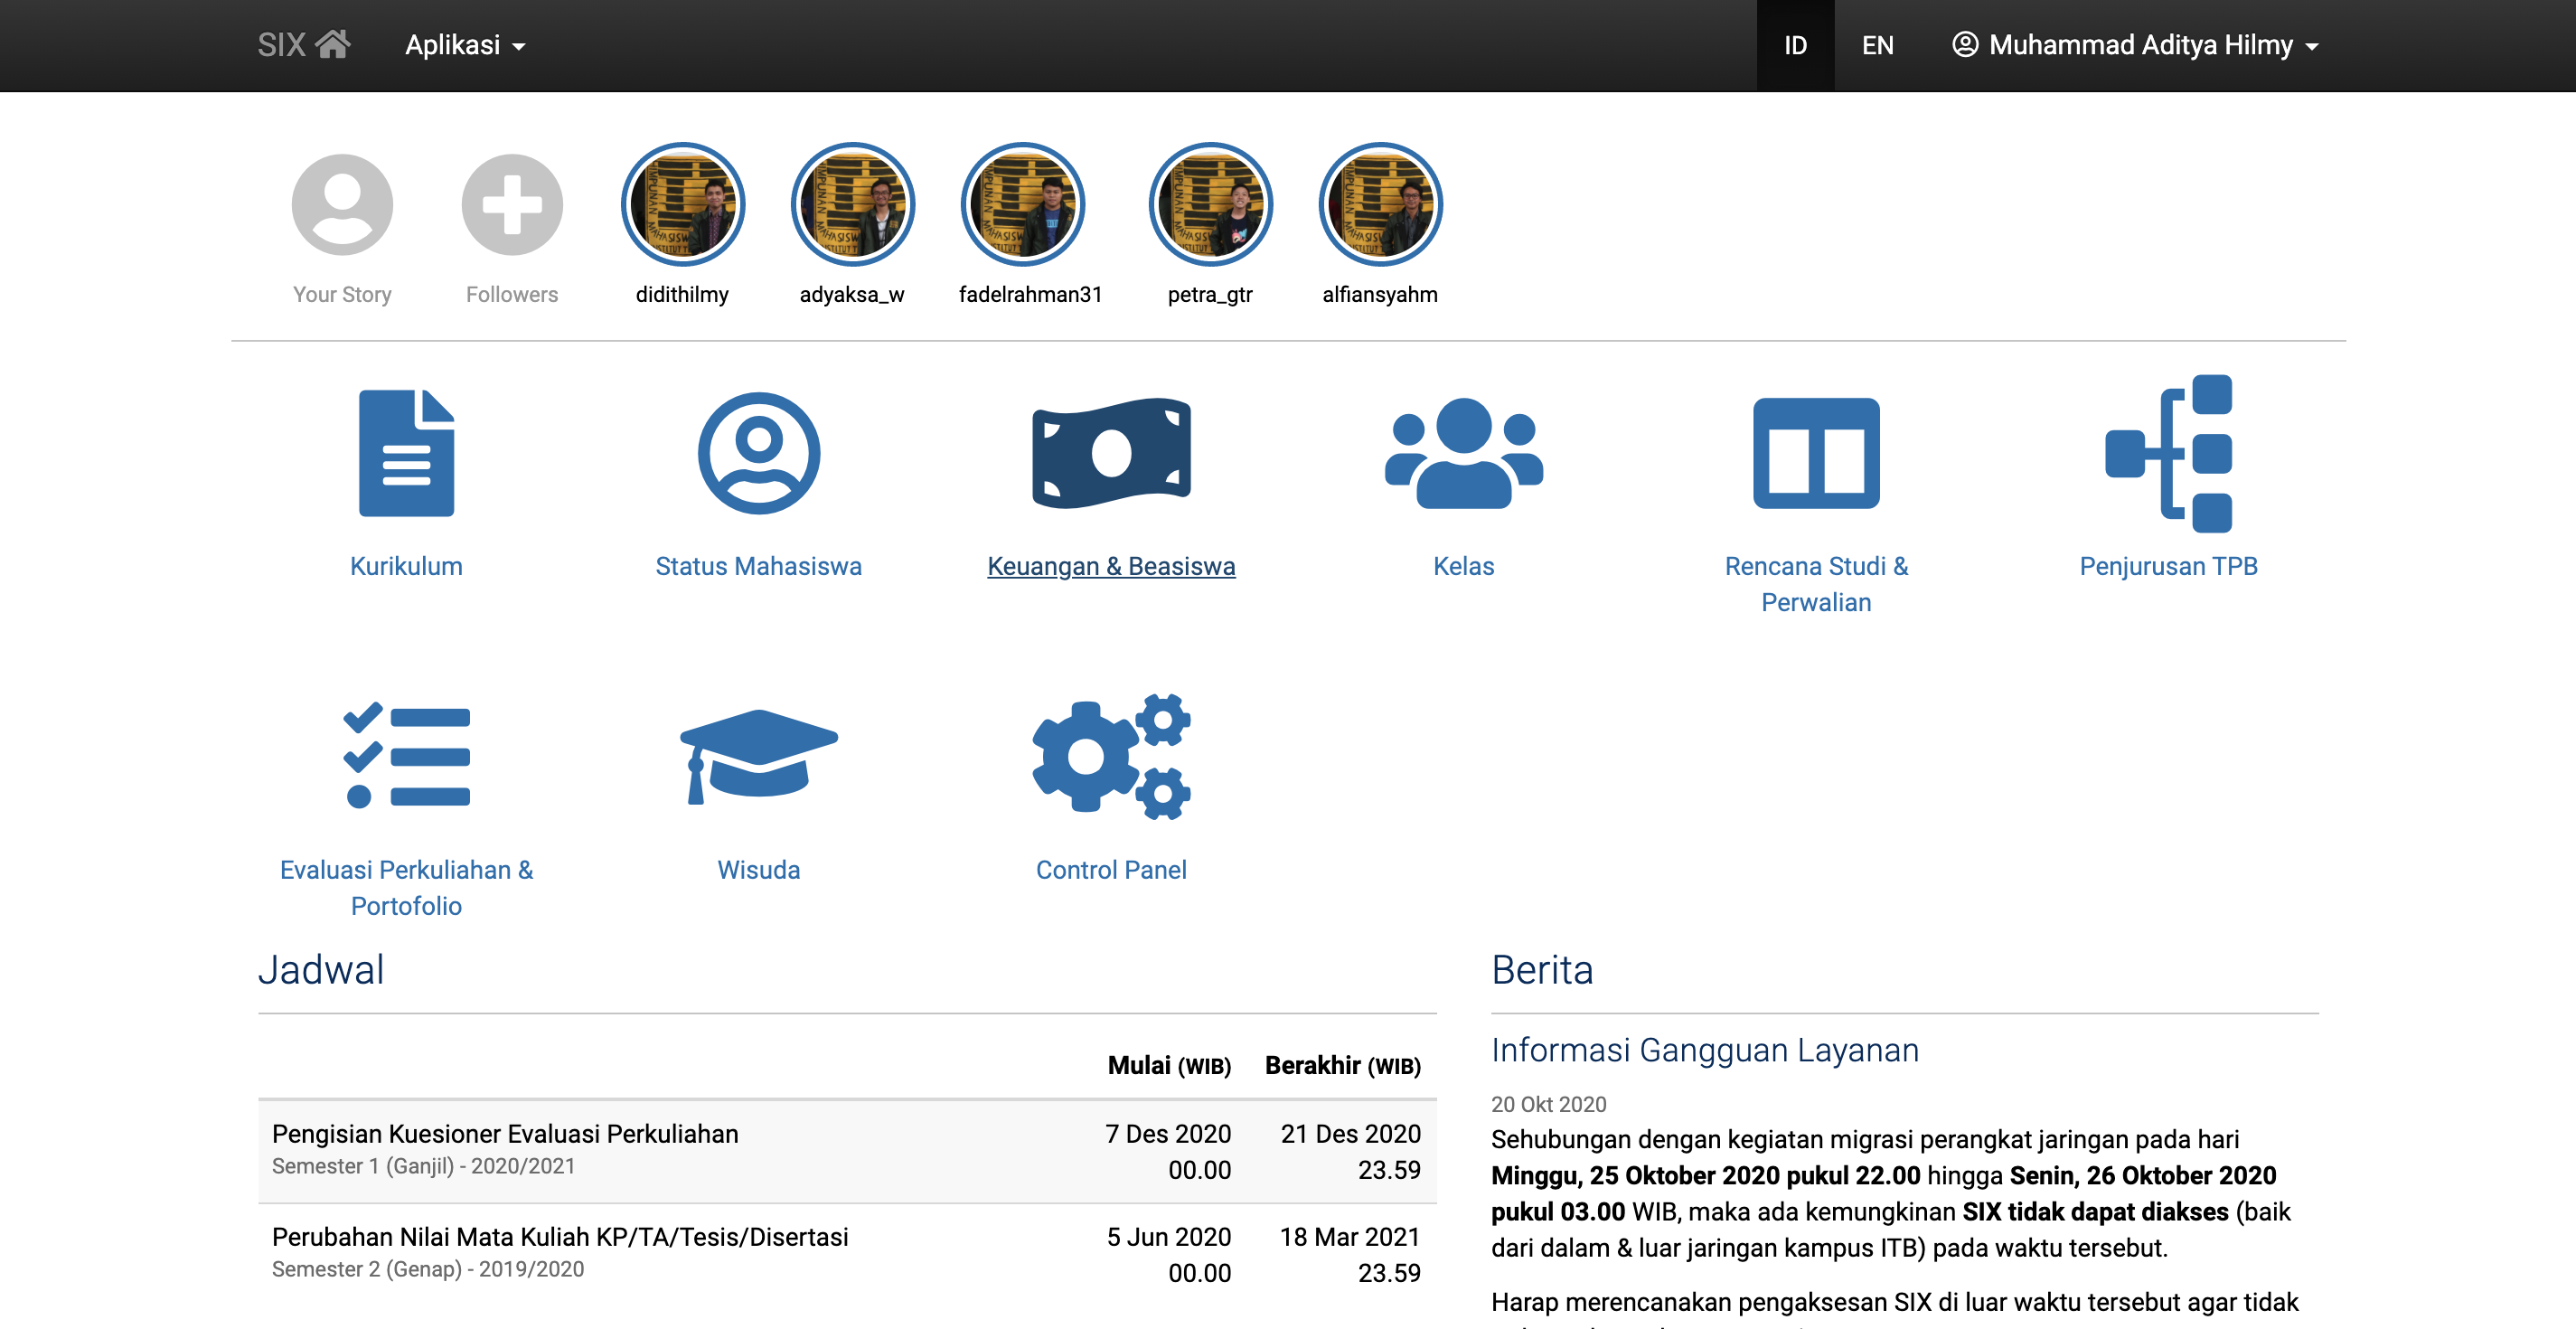 SIX
Aplikasi
ID
EN
Muhammad Aditya Hilmy
Your Story
Followers
didithilmy
adyaksa_w
fadelrahman31
petra_gtr
alfiansyahm
Kurikulum
Status Mahasiswa
Keuangan & Beasiswa
Kelas
Rencana Studi &
Perwalian
Penjurusan TPB
Evaluasi Perkuliahan &
Portofolio
Wisuda
Control Panel
Jadwal
Mulai (WIB) Berakhir (WIB)
Pengisian Kuesioner Evaluasi Perkuliahan 7 Des 2020 21 Des 2020
Semester 1 (Ganjil) - 2020/2021 00.00 23.59
Perubahan Nilai Mata Kuliah KP/TA/Tesis/Disertasi 5 Jun 2020 18 Mar 2021
Semester 2 (Genap) - 2019/2020 00.00 23.59
Berita
Informasi Gangguan Layanan
20 Okt 2020
Sehubungan dengan kegiatan migrasi perangkat jaringan pada hari
Minggu, 25 Oktober 2020 pukul 22.00 hingga Senin, 26 Oktober 2020
pukul 03.00 WIB, maka ada kemungkinan SIX tidak dapat diakses (baik
dari dalam & luar jaringan kampus ITB) pada waktu tersebut.
Harap merencanakan pengaksesan SIX di luar waktu tersebut agar tidak